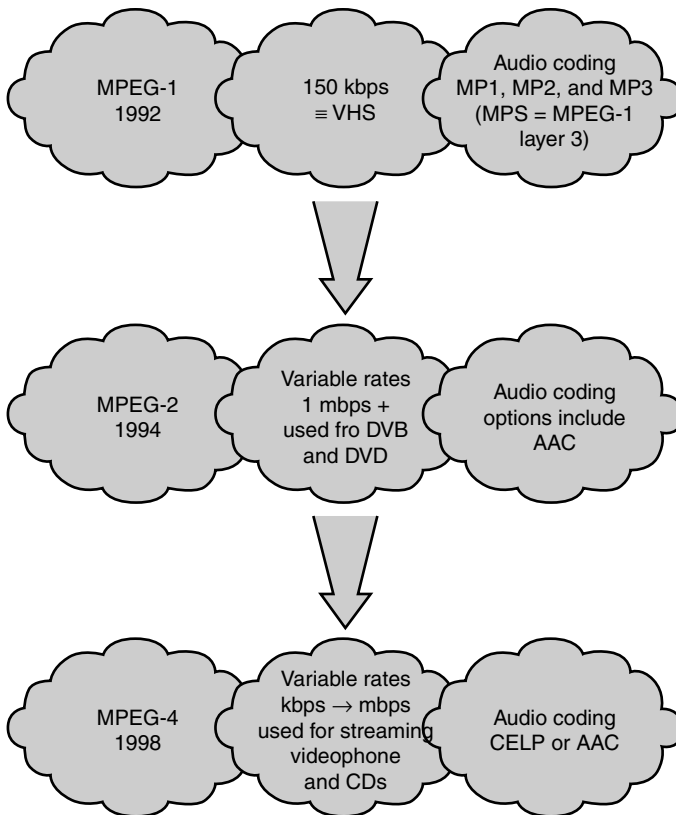 MPEG-1
1992
150 kbps
≡ VHS
Audio coding
MP1, MP2, and MP3
(MPS = MPEG-1
layer 3)
MPEG-2
1994
Variable rates
1 mbps +
used fro DVB
and DVD
Audio coding
options include
AAC
MPEG-4
1998
Variable rates
kbps → mbps
used for streaming
videophone
and CDs
Audio coding
CELP or AAC